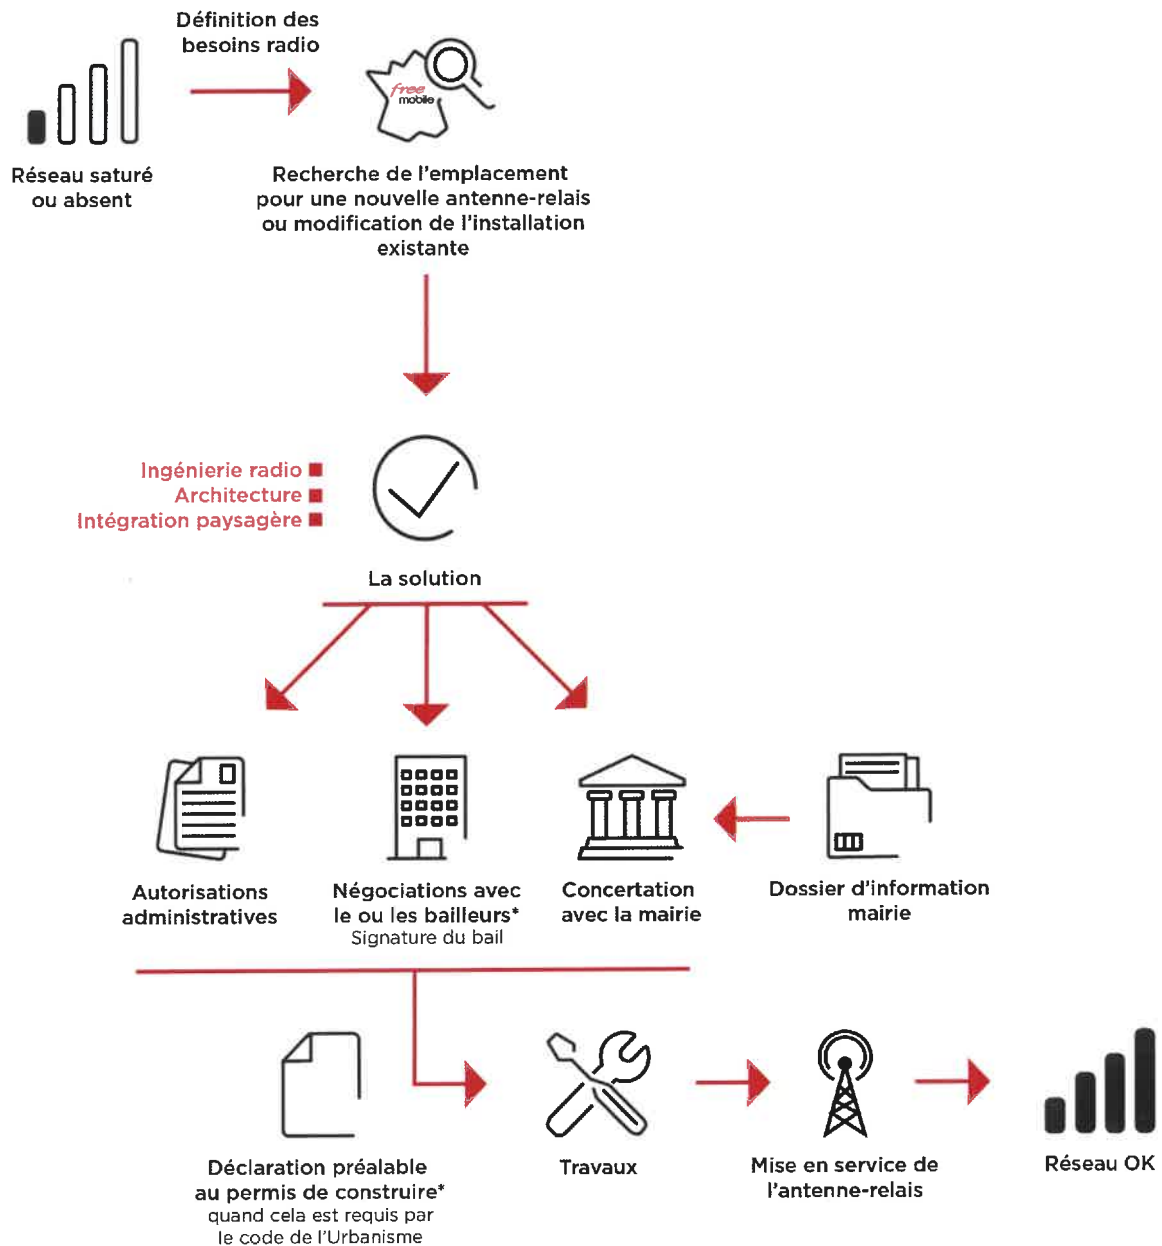 Définition des
besoins radio
free
mobile
Réseau saturé
ou absent
Recherche de l'emplacement
pour une nouvelle antenne-relais
ou modification de l'installation
existante
Ingénierie radio
Architecture
Intégration paysagère
La solution
Autorisations
administratives
Négociations avec
le ou les bailleurs*
Signature du bail
Concertation
avec la mairie
Dossier d'information
mairie
Déclaration préalable
au permis de construire*
quand cela est requis par
le code de l'Urbanisme
Travaux
Mise en service de
l'antenne-relais
Réseau OK